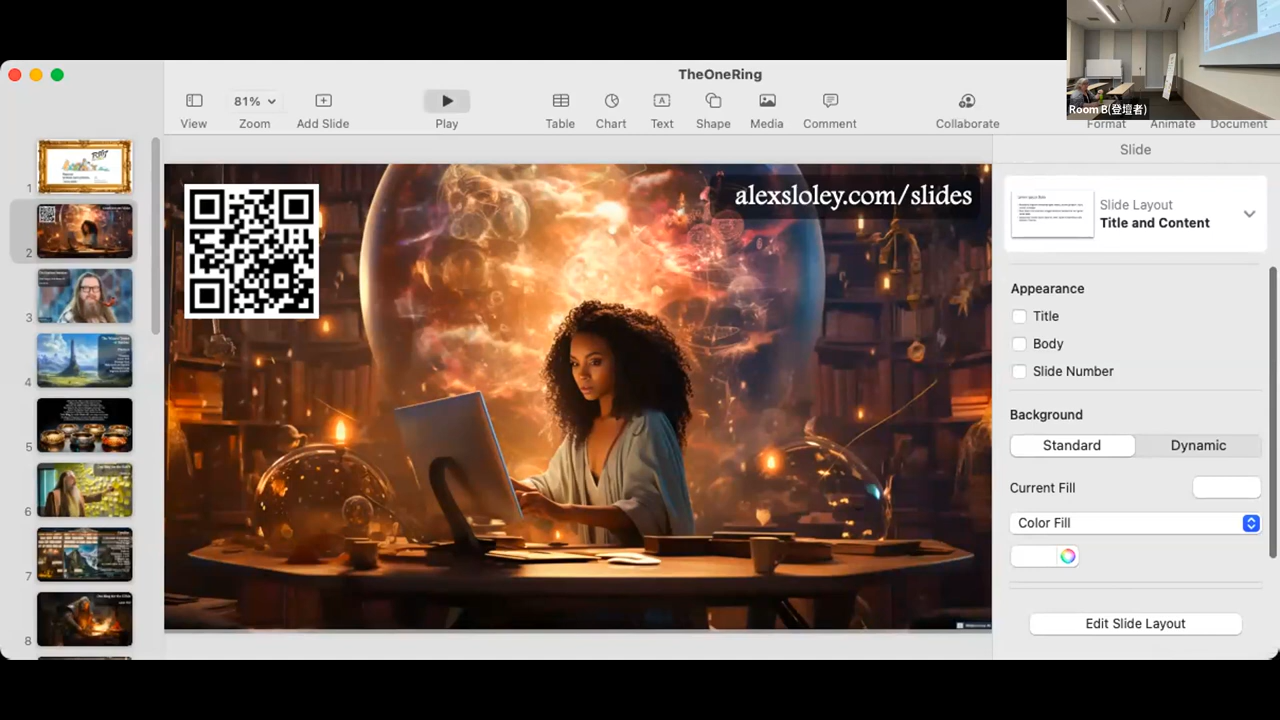 TheOneRing
81%
View
Zoom
Add Slide
Play
Table
Chart
Text
Shape
Media
Comment
Collaborate
Format
Animate
Document
Room B(登壇者)
1
2
3
4
5
6
7
8
alexsloley.com/slides
Slide
Slide Layout
Title and Content
Appearance
Title
Body
Slide Number
Background
Standard
Dynamic
Current Fill
Color Fill
Edit Slide Layout